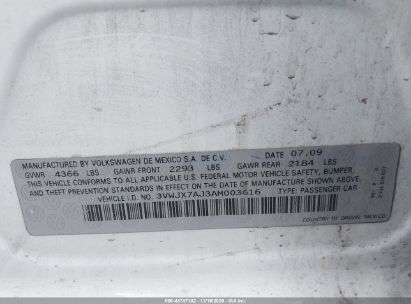 MANUFACTURED BY VOLKSWAGEN DE MEXICO S.A. DE C.V. DATE 07.09
GVWR 4366 LBS GAWR FRONT 2293 LBS GAWR REAR 2184 LBS
THIS VEHICLE CONFORMS TO ALL APPLICABLE U.S. FEDERAL MOTOR VEHICLE SAFETY, BUMPER,
AND THEFT PREVENTION STANDARDS IN EFFECT ON THE DATE OF MANUFACTURE SHOWN ABOVE.
VEHICLE I.D. NO. 3VWJX7AJ3AM003616 TYPE: PASSENGER CAR
COUNTRY OF ORIGIN: MEXICO